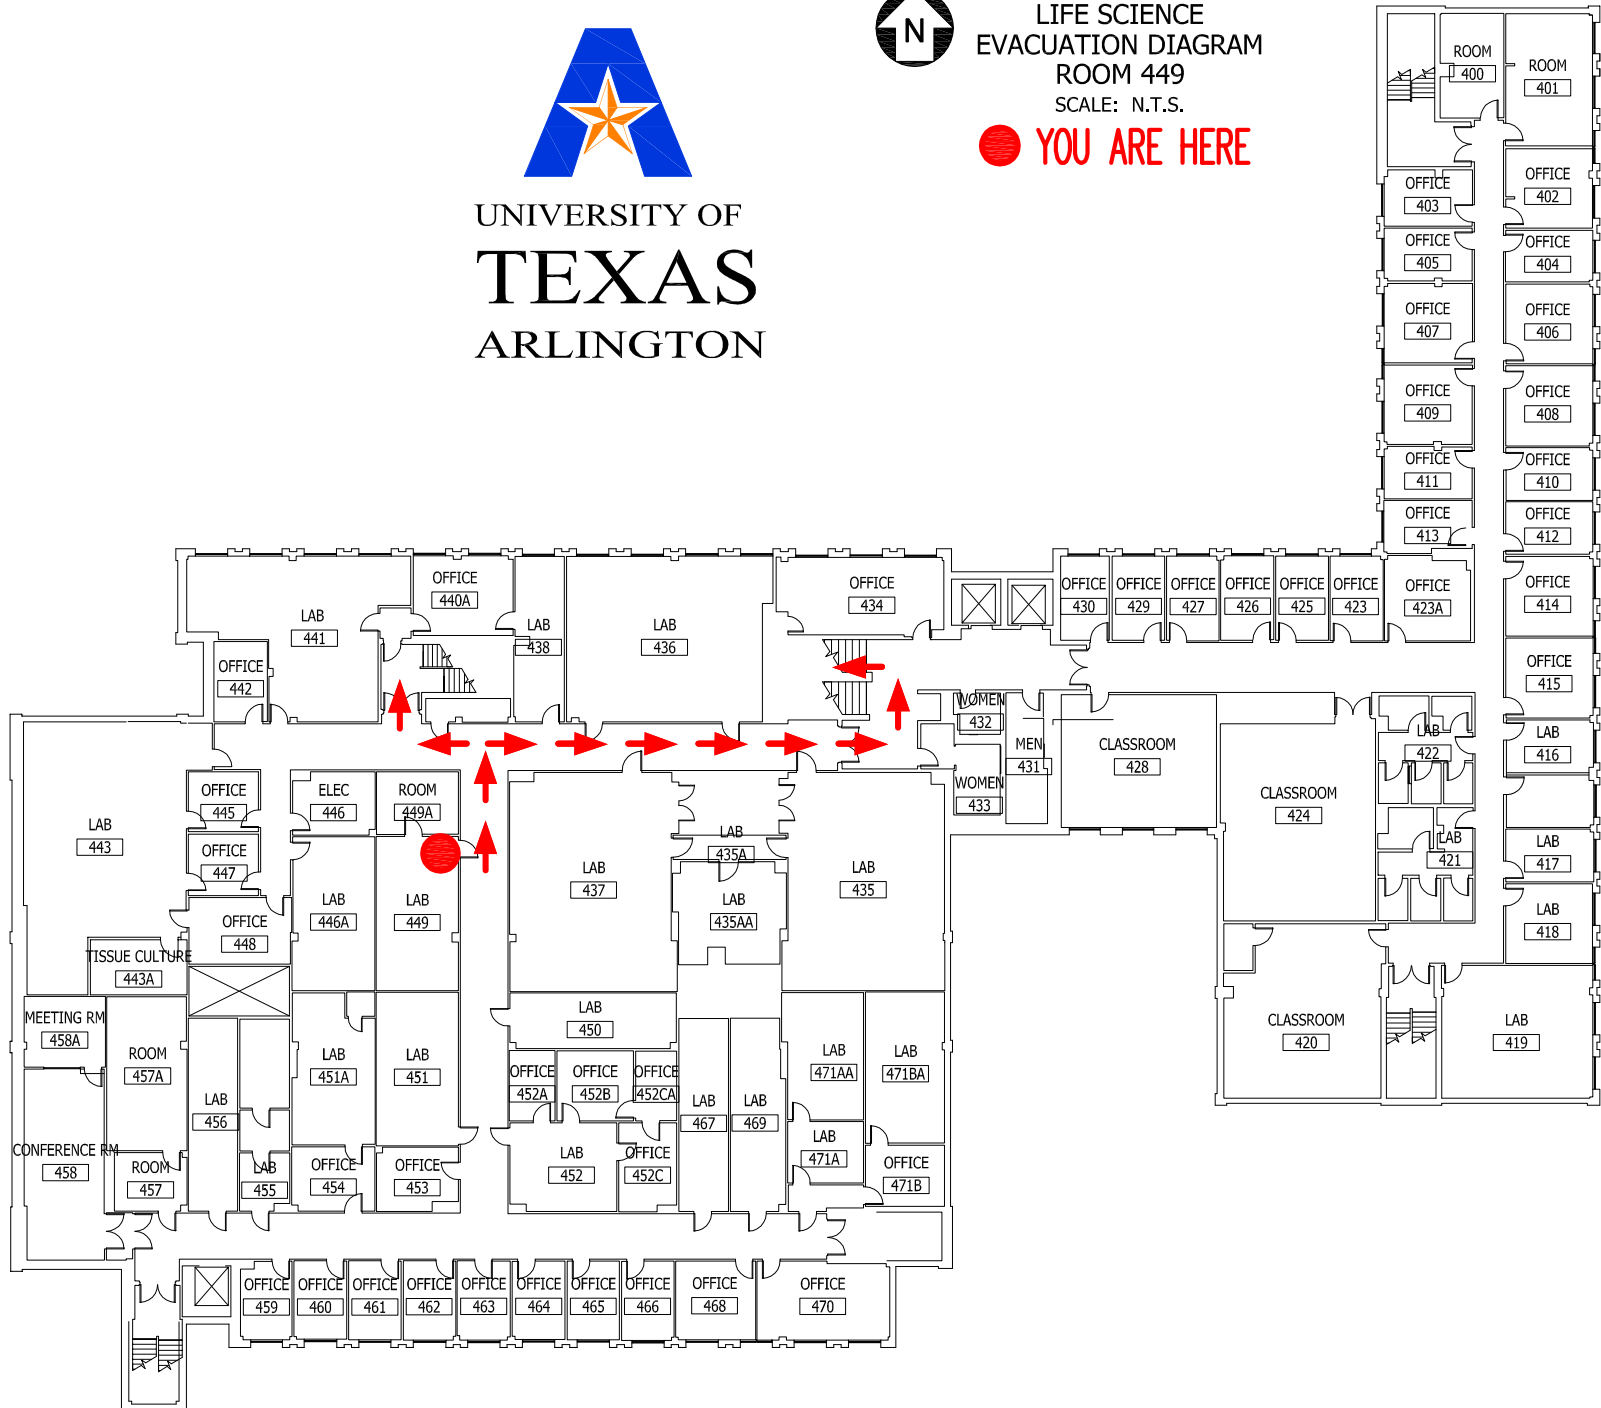 N
LIFE SCIENCE
EVACUATION DIAGRAM
ROOM 449
SCALE: N.T.S.
YOU ARE HERE
UNIVERSITY OF
TEXAS
ARLINGTON
ROOM
400
ROOM
401
OFFICE
402
OFFICE
403
OFFICE
404
OFFICE
405
OFFICE
406
OFFICE
407
OFFICE
408
OFFICE
409
OFFICE
410
OFFICE
411
OFFICE
412
OFFICE
413
OFFICE
414
OFFICE
415
LAB
416
LAB
417
LAB
418
LAB
419
CLASSROOM
420
LAB
421
LAB
422
OFFICE
423A
OFFICE
423
OFFICE
425
OFFICE
426
OFFICE
427
OFFICE
429
OFFICE
430
CLASSROOM
424
CLASSROOM
428
MEN
431
WOMEN
432
WOMEN
433
OFFICE
434
LAB
435
LAB
435A
LAB
435AA
LAB
436
LAB
437
LAB
438
OFFICE
440A
LAB
441
OFFICE
442
LAB
443
TISSUE CULTURE
443A
OFFICE
445
ELEC
446
LAB
446A
OFFICE
447
OFFICE
448
ROOM
449A
LAB
449
LAB
450
LAB
451A
LAB
451
OFFICE
452A
OFFICE
452B
OFFICE
452CA
LAB
452
OFFICE
452C
OFFICE
453
OFFICE
454
LAB
455
LAB
456
ROOM
457A
ROOM
457
MEETING RM
458A
CONFERENCE RM
458
OFFICE
459
OFFICE
460
OFFICE
461
OFFICE
462
OFFICE
463
OFFICE
464
OFFICE
465
OFFICE
466
LAB
467
OFFICE
468
LAB
469
OFFICE
470
LAB
471AA
LAB
471BA
LAB
471A
OFFICE
471B